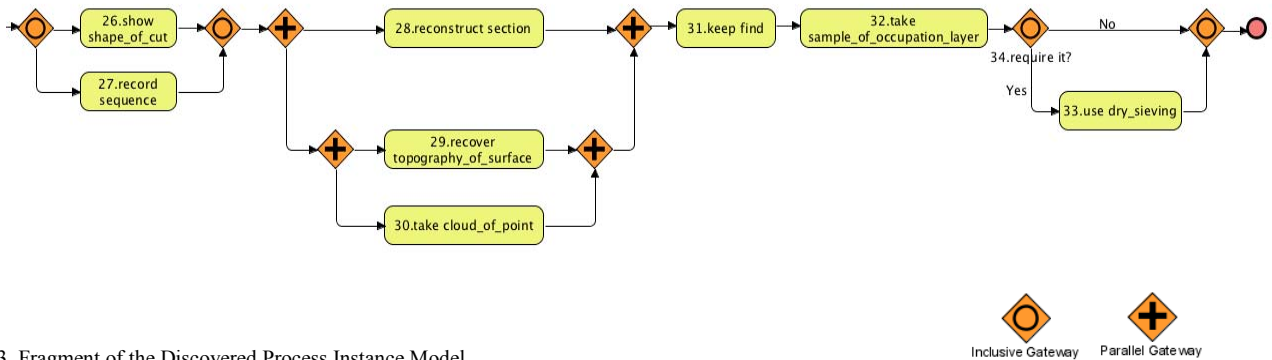 26.show
shape_of_cut
27.record
sequence
28.reconstruct section
29.recover
topography_of_surface
30.take cloud_of_point
31.keep find
32.take
sample_of_occupation_layer
No
34.require it?
Yes
33.use dry_sieving
Inclusive Gateway
Parallel Gateway
3. Fragment of the Discovered Process Instance Model